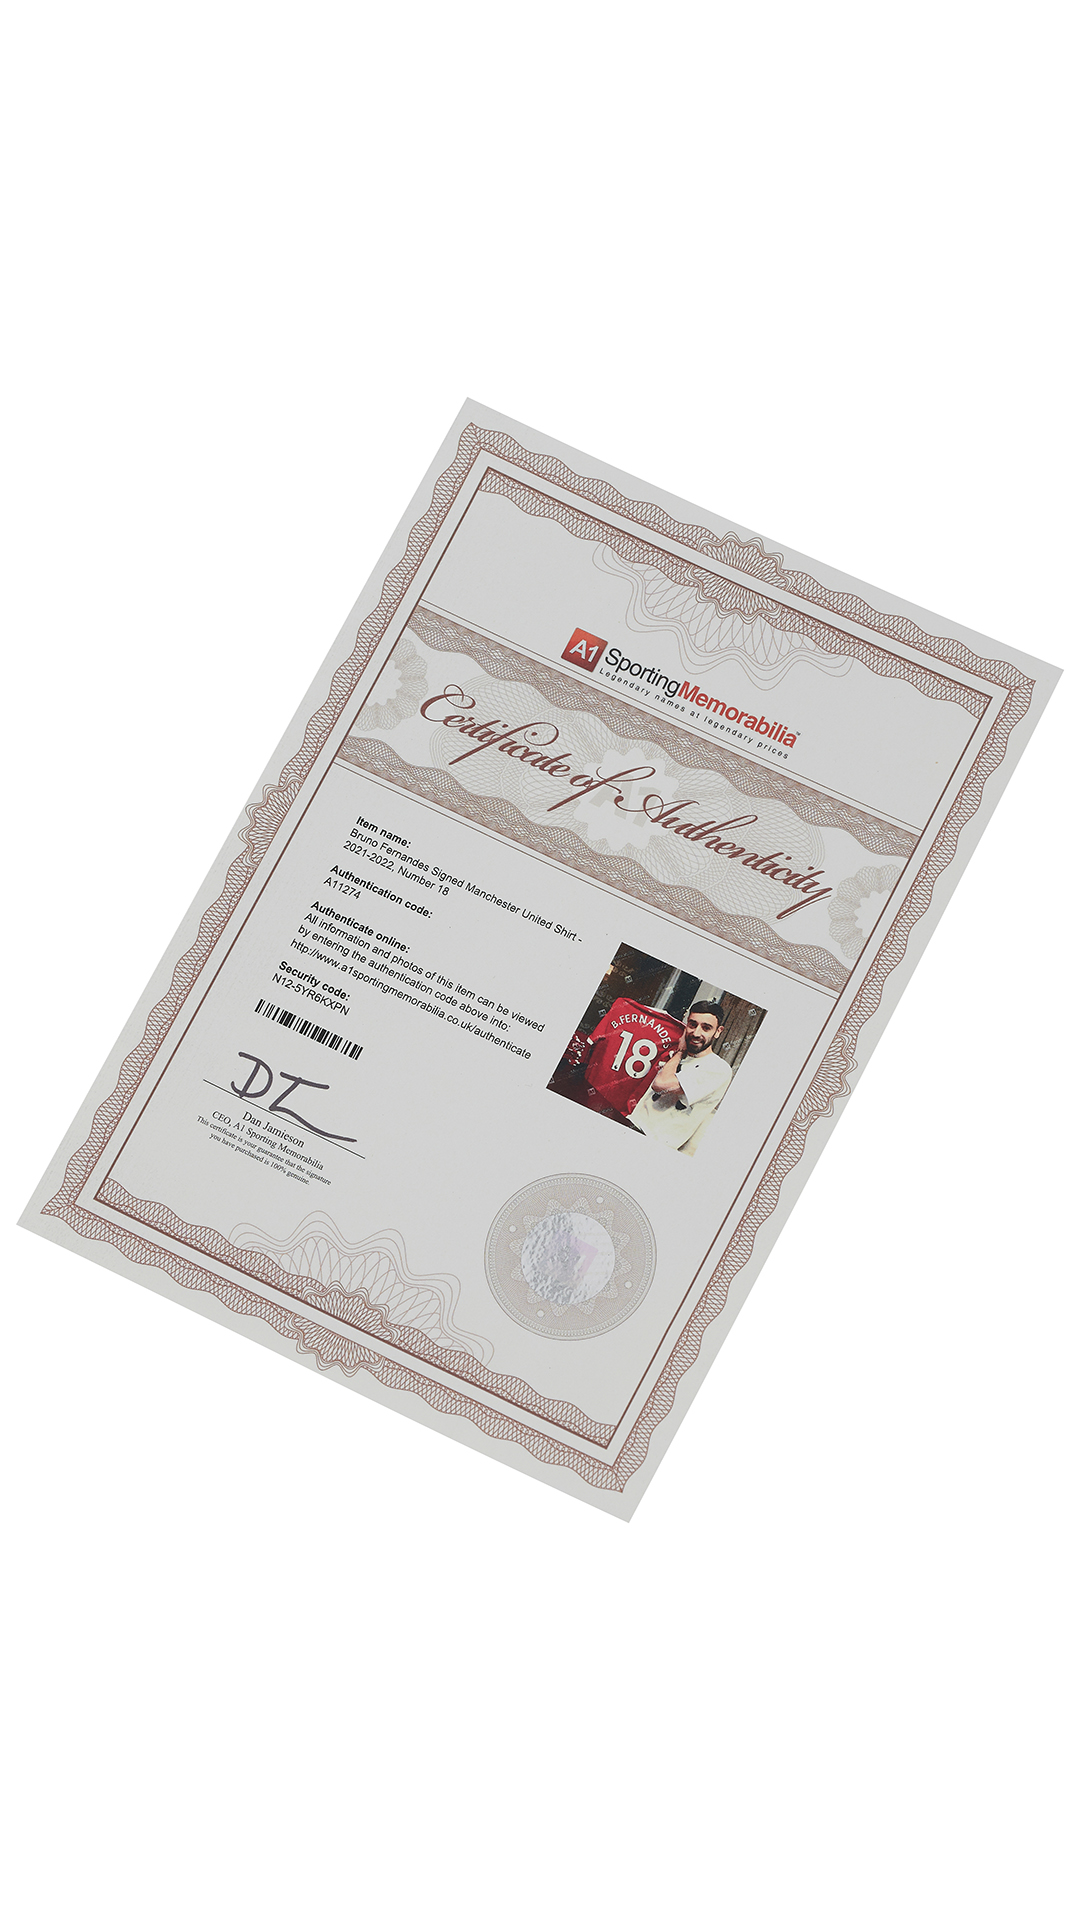 A1 SportingMemorabilia™
Legendary names at legendary prices
Certificate of Authenticity
Item name:
Bruno Fernandes Signed Manchester United Shirt -
2021-2022, Number 18
Authentication code:
A11274
Authenticate online:
All information and photos of this item can be viewed
by entering the authentication code above into:
http://www.a1sportingmemorabilia.co.uk/authenticate
Security code:
N12-5YR6KXPN
B.FERNANDES
18
DJ
Dan Jamieson
CEO, A1 Sporting Memorabilia
This certificate is your guarantee that the signature
you have purchased is 100% genuine.